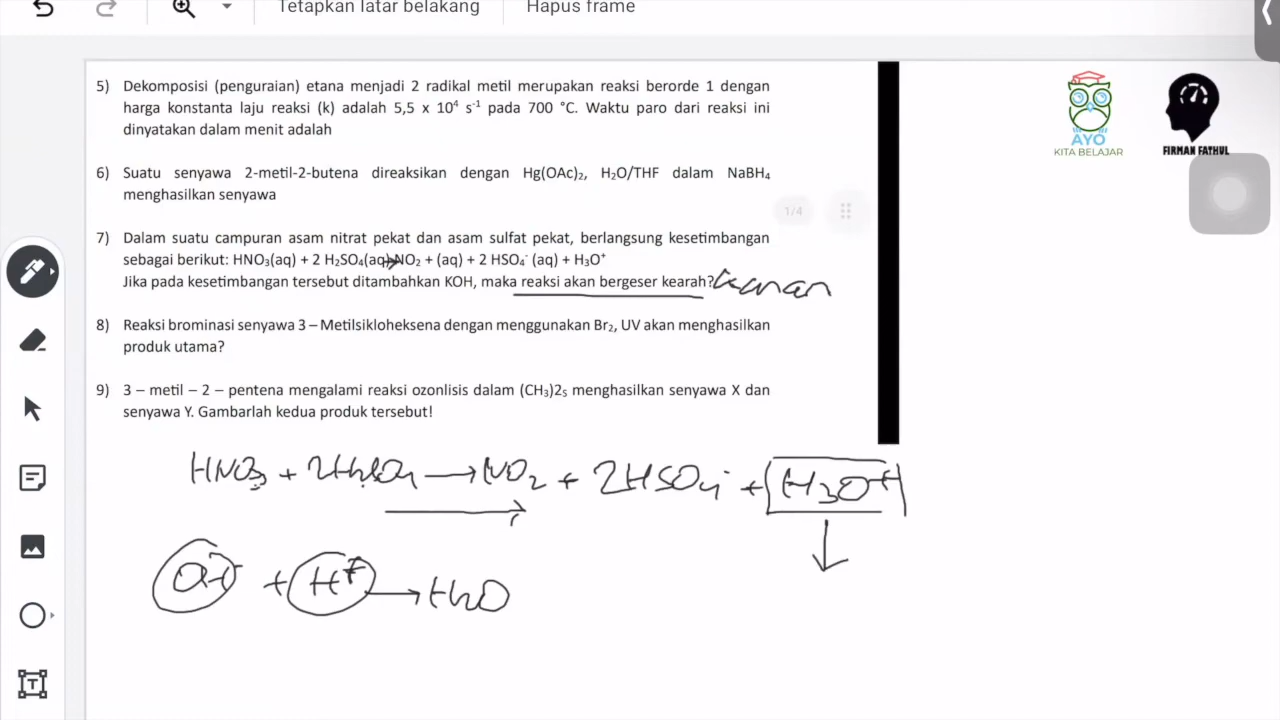 Tetapkan latar belakang Hapus frame
5) Dekomposisi (penguraian) etana menjadi 2 radikal metil merupakan reaksi berorde 1 dengan
harga konstanta laju reaksi (k) adalah 5,5 x 10⁴ s⁻¹ pada 700 °C. Waktu paro dari reaksi ini
dinyatakan dalam menit adalah
AYO
KITA BELAJAR
FIRMAN FATHUL
6) Suatu senyawa 2-metil-2-butena direaksikan dengan Hg(OAc)₂, H₂O/THF dalam NaBH₄
menghasilkan senyawa
1/4
7) Dalam suatu campuran asam nitrat pekat dan asam sulfat pekat, berlangsung kesetimbangan
sebagai berikut: HNO₃(aq) + 2 H₂SO₄(aq)→NO₂ + (aq) + 2 HSO₄⁻ (aq) + H₃O⁺
Jika pada kesetimbangan tersebut ditambahkan KOH, maka reaksi akan bergeser kearah? kanan
8) Reaksi brominasi senyawa 3 – Metilsikloheksena dengan menggunakan Br₂, UV akan menghasilkan
produk utama?
9) 3 – metil – 2 – pentena mengalami reaksi ozonlisis dalam (CH₃)2₅ menghasilkan senyawa X dan
senyawa Y. Gambarlah kedua produk tersebut!
HNO₃ + 2H₂SO₄ → NO₂ + 2HSO₄⁻ + H₃O⁺
OH⁻ + H⁺ → H₂O